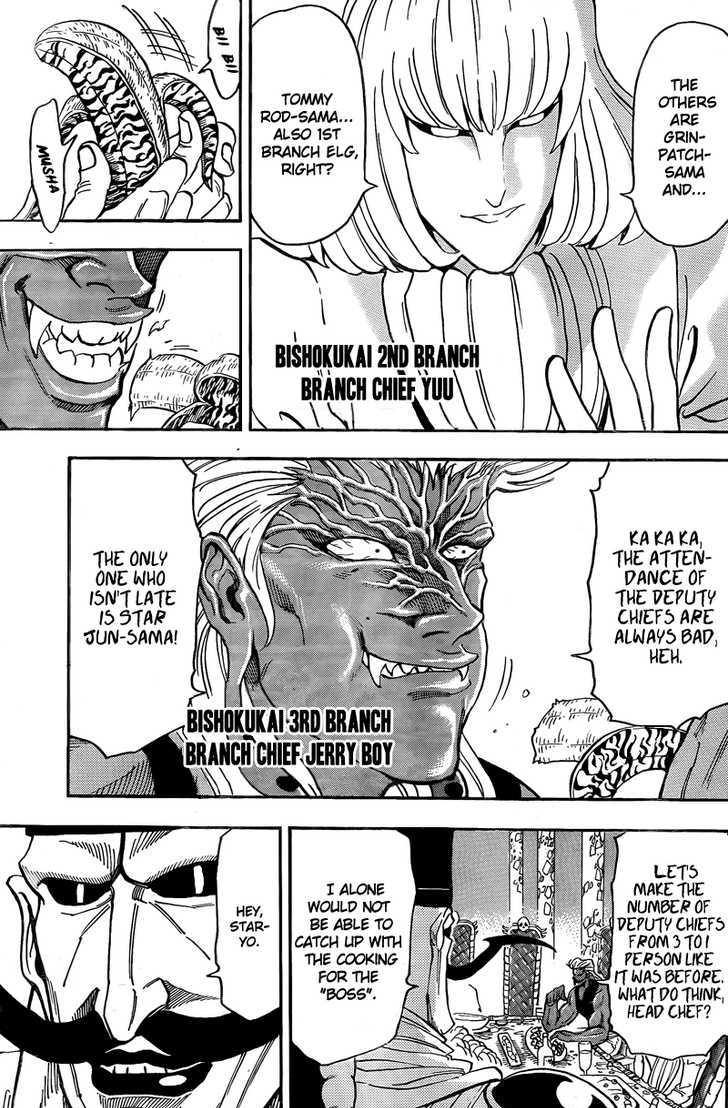 THE
OTHERS
ARE
GRIN-
PATCH-
SAMA
AND...
TOMMY
ROD-SAMA...
ALSO 1ST
BRANCH ELG,
RIGHT?
BISHOKUKAI 2ND BRANCH
BRANCH CHIEF YUU
BII BII
MUSHA
KA KA KA,
THE ATTEN-
DANCE OF
THE DEPUTY
CHIEFS ARE
ALWAYS BAD,
HEH.
THE ONLY
ONE WHO
ISN'T LATE
IS STAR
JUN-SAMA!
BISHOKUKAI 3RD BRANCH
BRANCH CHIEF JERRY BOY
LET'S
MAKE THE
NUMBER OF
DEPUTY CHIEFS
FROM 3 TO 1
PERSON LIKE
IT WAS BEFORE.
WHAT DO THINK,
HEAD CHEF?
I ALONE
WOULD NOT
BE ABLE TO
CATCH UP WITH
THE COOKING
FOR THE
"BOSS".
HEY,
STAR-
YO.